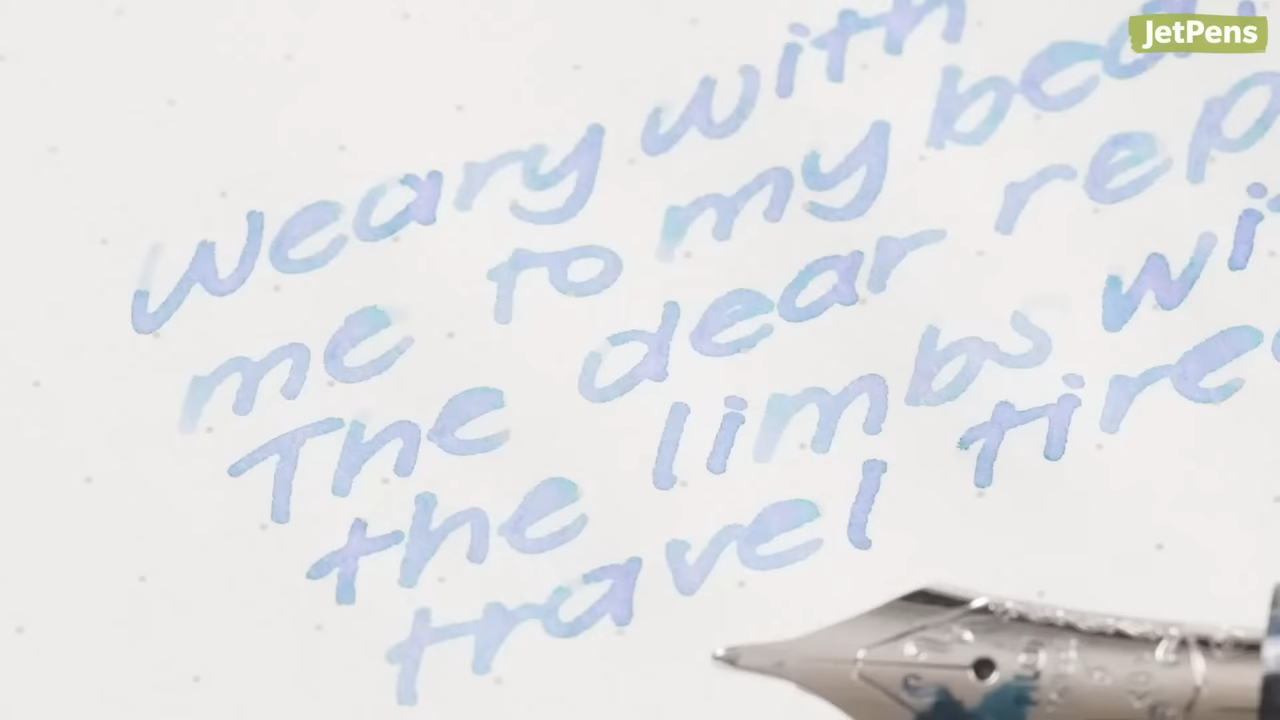 JetPens
Weary with
me to my bed
The dear rep
the limbs wi
travel tire